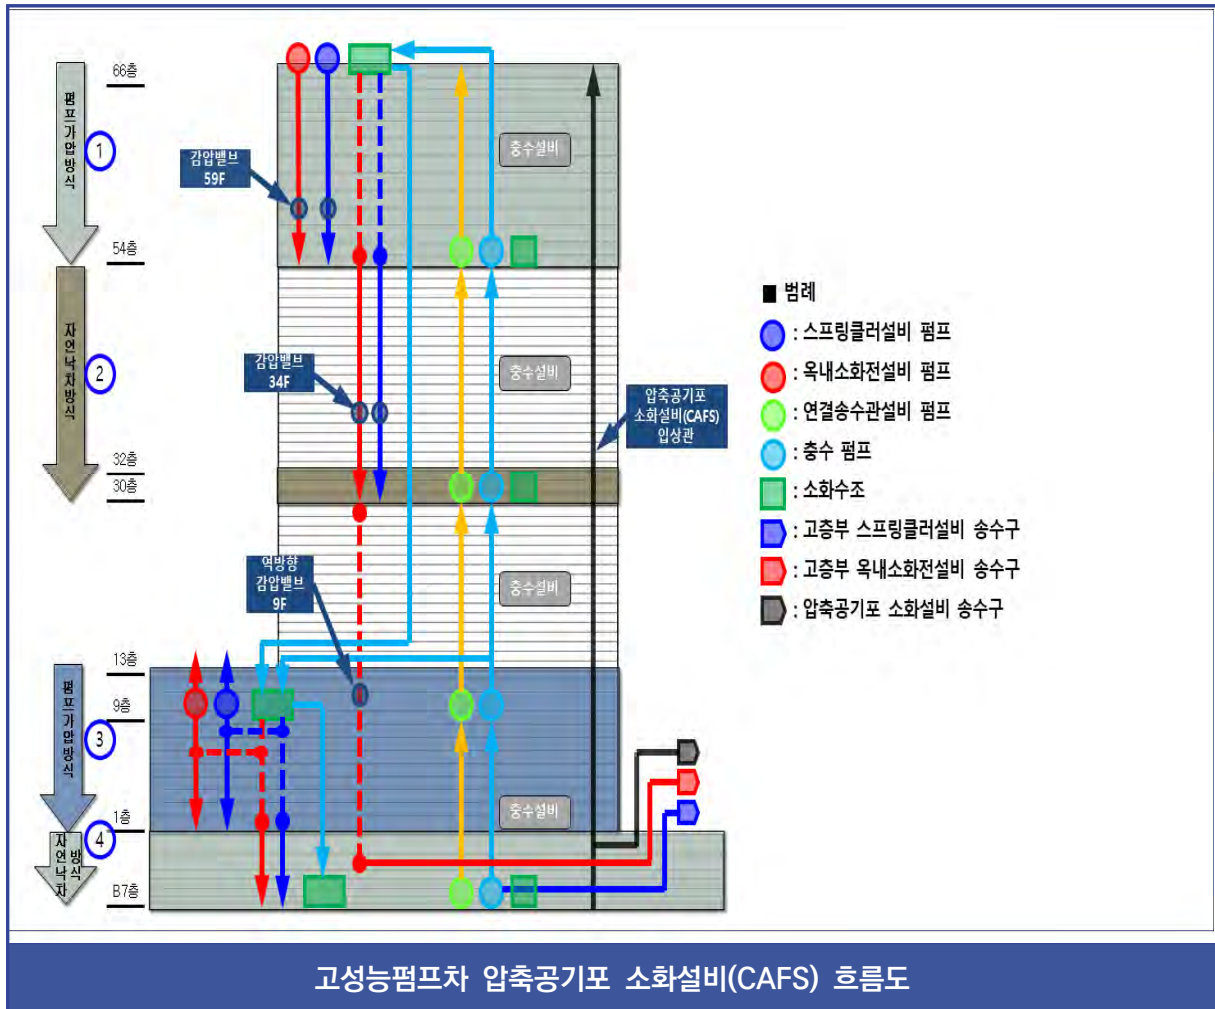 66층
펌프가압방식
1
충수설비
감압밸브
59F
54층
자연낙차방식
2
감압밸브
34F
충수설비
압축공기포
소화설비(CAFS)
입상관
32층
30층
역방향
감압밸브
9F
충수설비
13층
펌프가압방식
9층
3
1층
충수설비
4
자연낙차
방식
B7층
■ 범례
: 스프링클러설비 펌프
: 옥내소화전설비 펌프
: 연결송수관설비 펌프
: 충수 펌프
: 소화수조
: 고층부 스프링클러설비 송수구
: 고층부 옥내소화전설비 송수구
: 압축공기포 소화설비 송수구
고성능펌프차 압축공기포 소화설비(CAFS) 흐름도